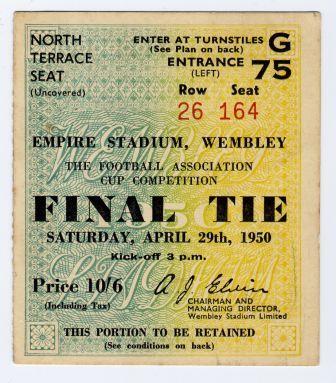 NORTH TERRACE SEAT
(Uncovered)
ENTER AT TURNSTILES G
(See Plan on back)
ENTRANCE 75
(LEFT)
Row Seat
26 164
EMPIRE STADIUM, WEMBLEY
THE FOOTBALL ASSOCIATION
CUP COMPETITION
FINAL TIE
SATURDAY, APRIL 29th, 1950
Kick-off 3 p.m.
Price 10/6
(Including Tax)
A. J. Elvin
CHAIRMAN AND
MANAGING DIRECTOR,
Wembley Stadium Limited
THIS PORTION TO BE RETAINED
(See conditions on back)